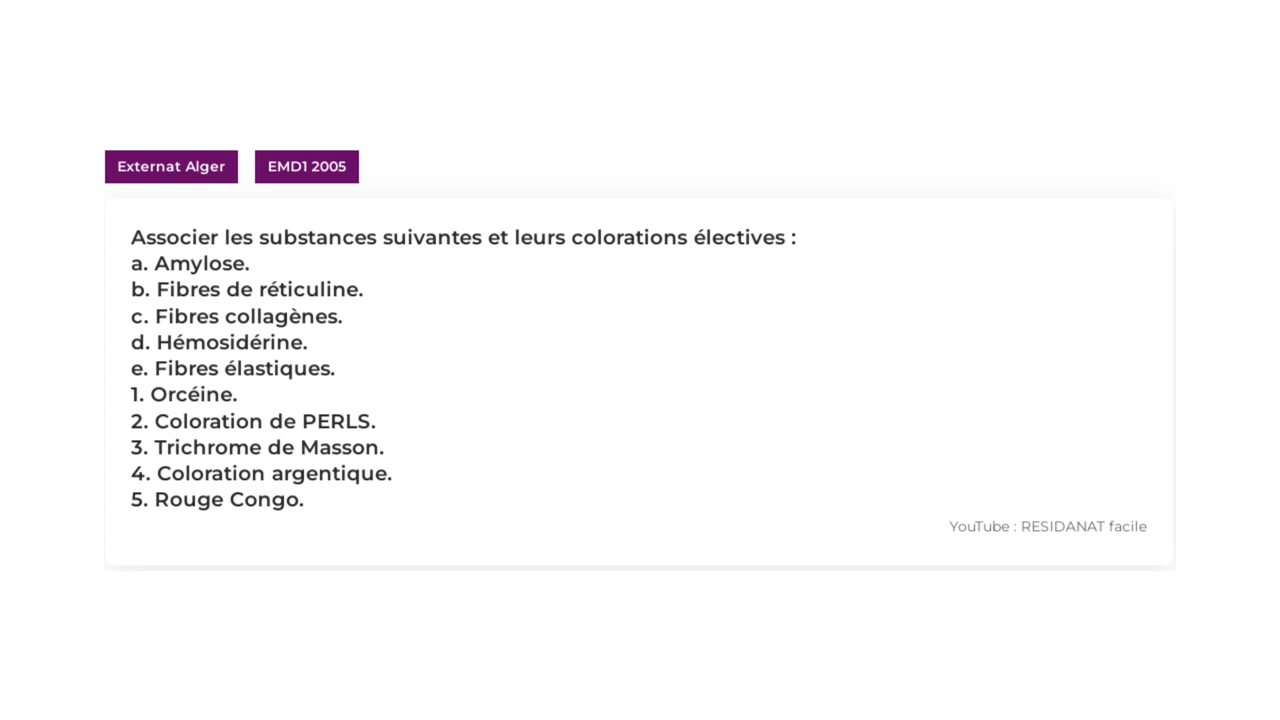 Externat Alger
EMD1 2005
Associer les substances suivantes et leurs colorations électives :
a. Amylose.
b. Fibres de réticuline.
c. Fibres collagènes.
d. Hémosidérine.
e. Fibres élastiques.
1. Orcéine.
2. Coloration de PERLS.
3. Trichrome de Masson.
4. Coloration argentique.
5. Rouge Congo.
YouTube : RESIDANAT facile